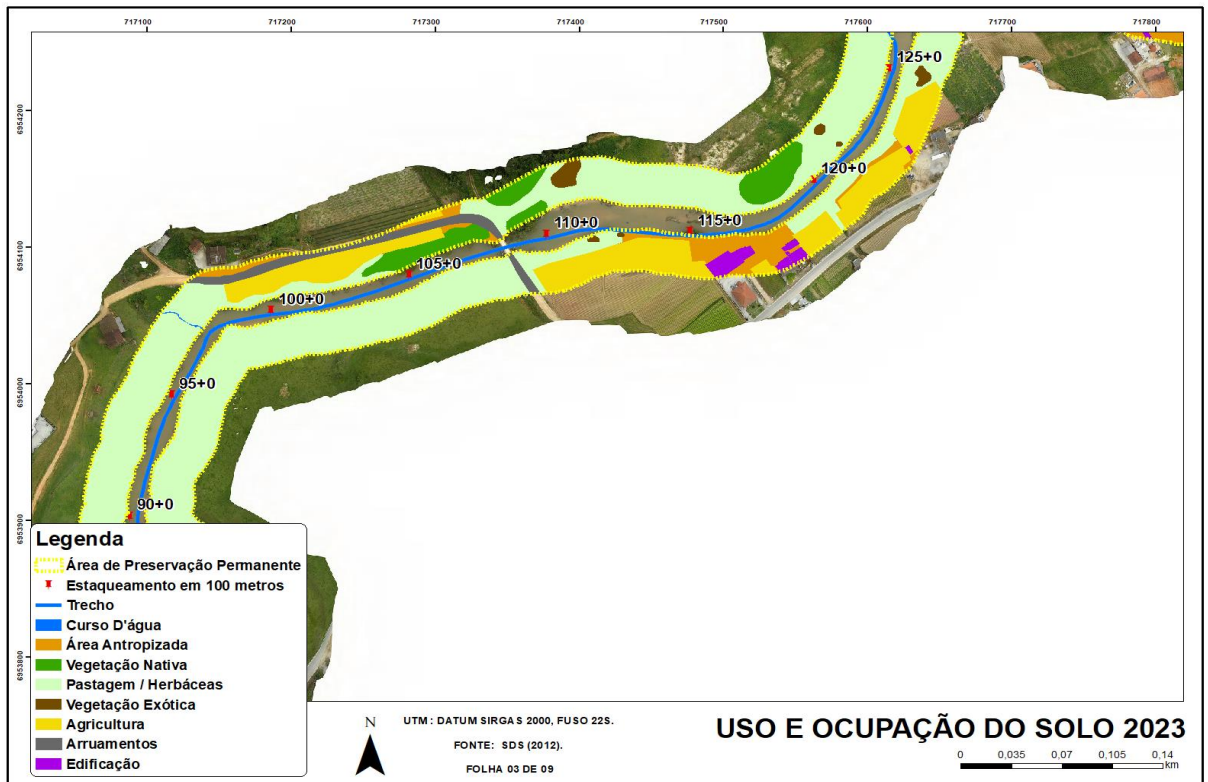 717100 717200 717300 717400 717500 717600 717700 717800
125+0
6954200
120+0
115+0
110+0
6954100
105+0
100+0
95+0
6954000
90+0
6953900
Legenda
Área de Preservação Permanente
Estaqueamento em 100 metros
Trecho
Curso D'água
Área Antropizada
Vegetação Nativa
6953800
Pastagem / Herbáceas
Vegetação Exótica
Agricultura
Arruamentos
Edificação
N
UTM: DATUM SIRGAS 2000, FUSO 22S.
FONTE: SDS (2012).
FOLHA 03 DE 09
USO E OCUPAÇÃO DO SOLO 2023
0 0,035 0,07 0,105 0,14
km